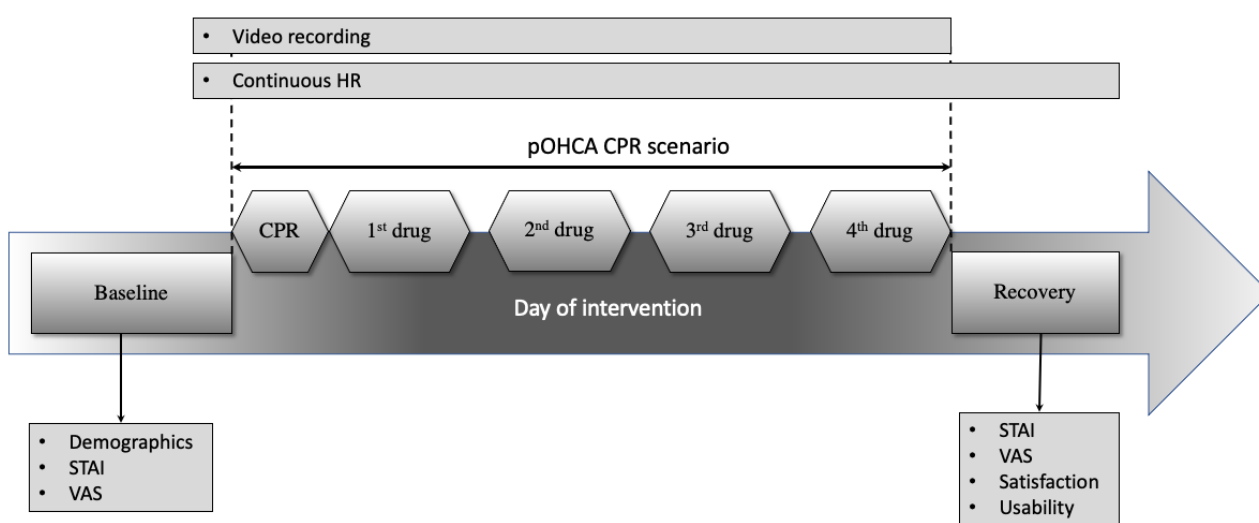 • Video recording
• Continuous HR
pOHCA CPR scenario
CPR
1st drug
2nd drug
3rd drug
4th drug
Baseline
Day of intervention
Recovery
• Demographics
• STAI
• VAS
• STAI
• VAS
• Satisfaction
• Usability